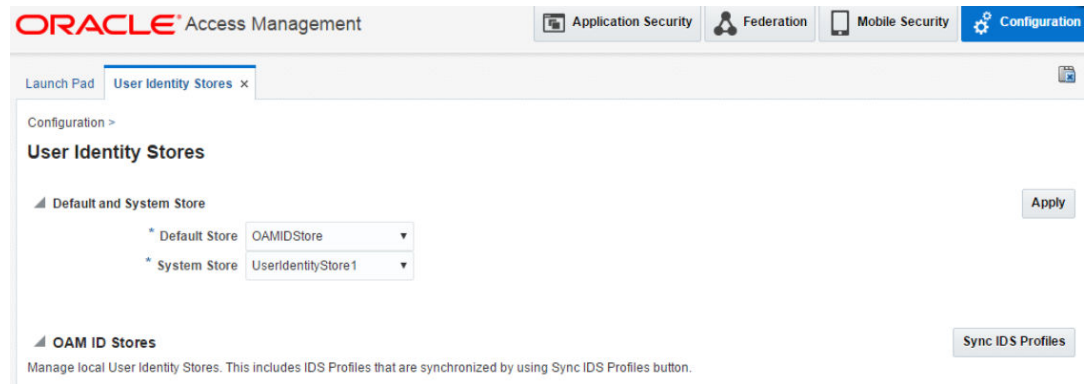 ORACLE Access Management
Application Security Federation Mobile Security Configuration
Launch Pad User Identity Stores ×
Configuration >
User Identity Stores
Default and System Store Apply
* Default Store OAMIDStore
* System Store UserIdentityStore1
OAM ID Stores Sync IDS Profiles
Manage local User Identity Stores. This includes IDS Profiles that are synchronized by using Sync IDS Profiles button.